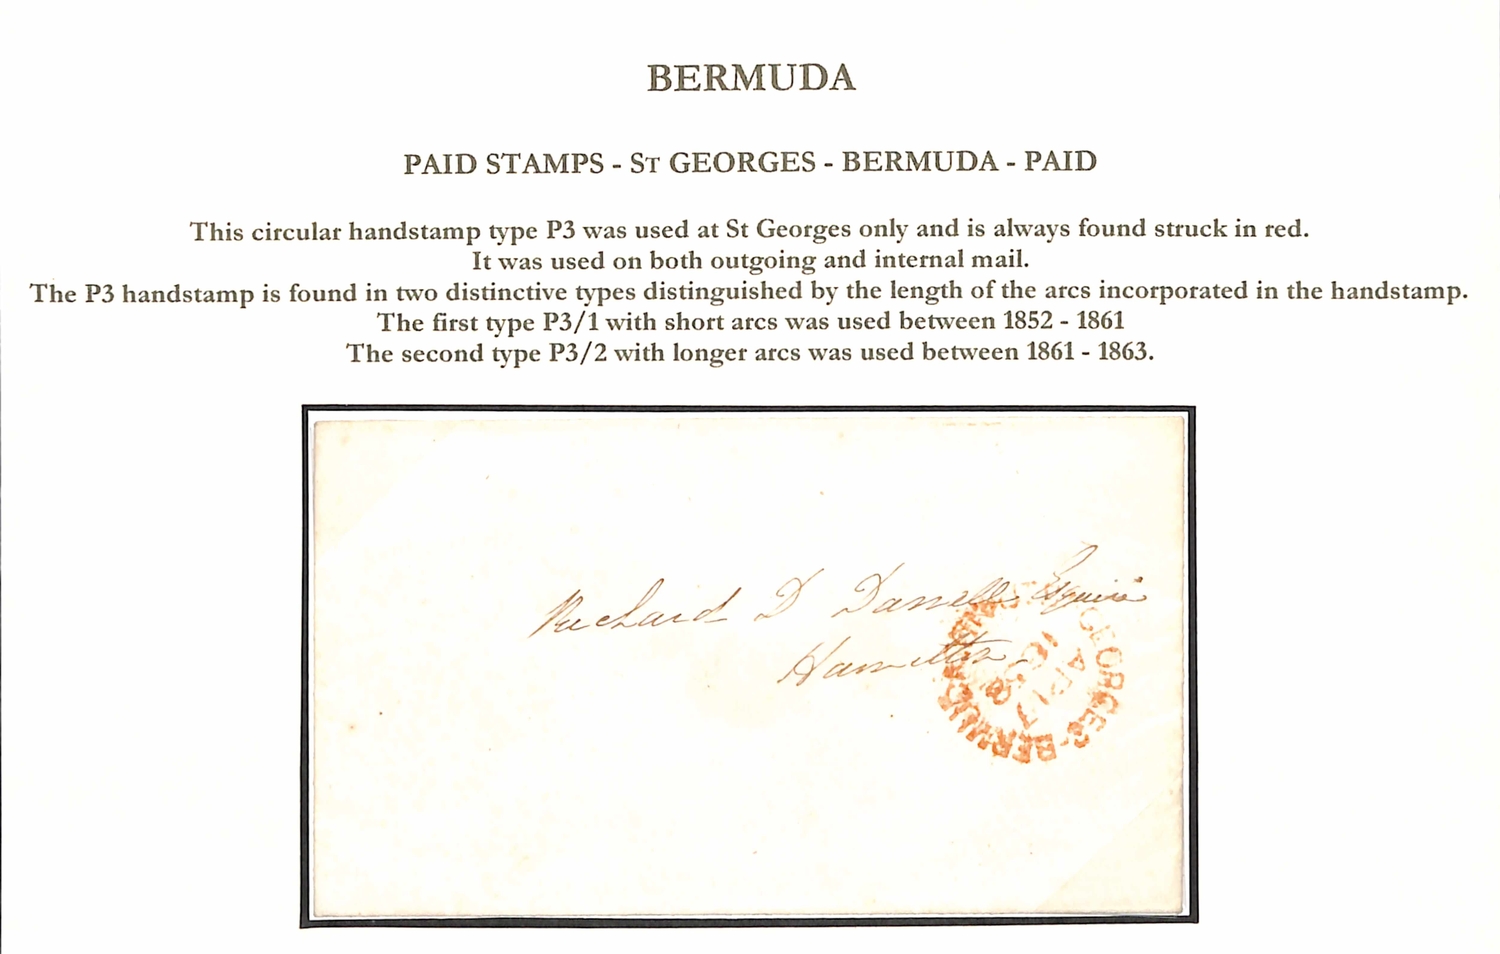 BERMUDA
PAID STAMPS - ST GEORGES - BERMUDA - PAID
This circular handstamp type P3 was used at St Georges only and is always found struck in red.
It was used on both outgoing and internal mail.
The P3 handstamp is found in two distinctive types distinguished by the length of the arcs incorporated in the handstamp.
The first type P3/1 with short arcs was used between 1852 - 1861
The second type P3/2 with longer arcs was used between 1861 - 1863.
Richard D Darrell Esquire
Hamilton
GEORGES-BERMUDA
AP 17